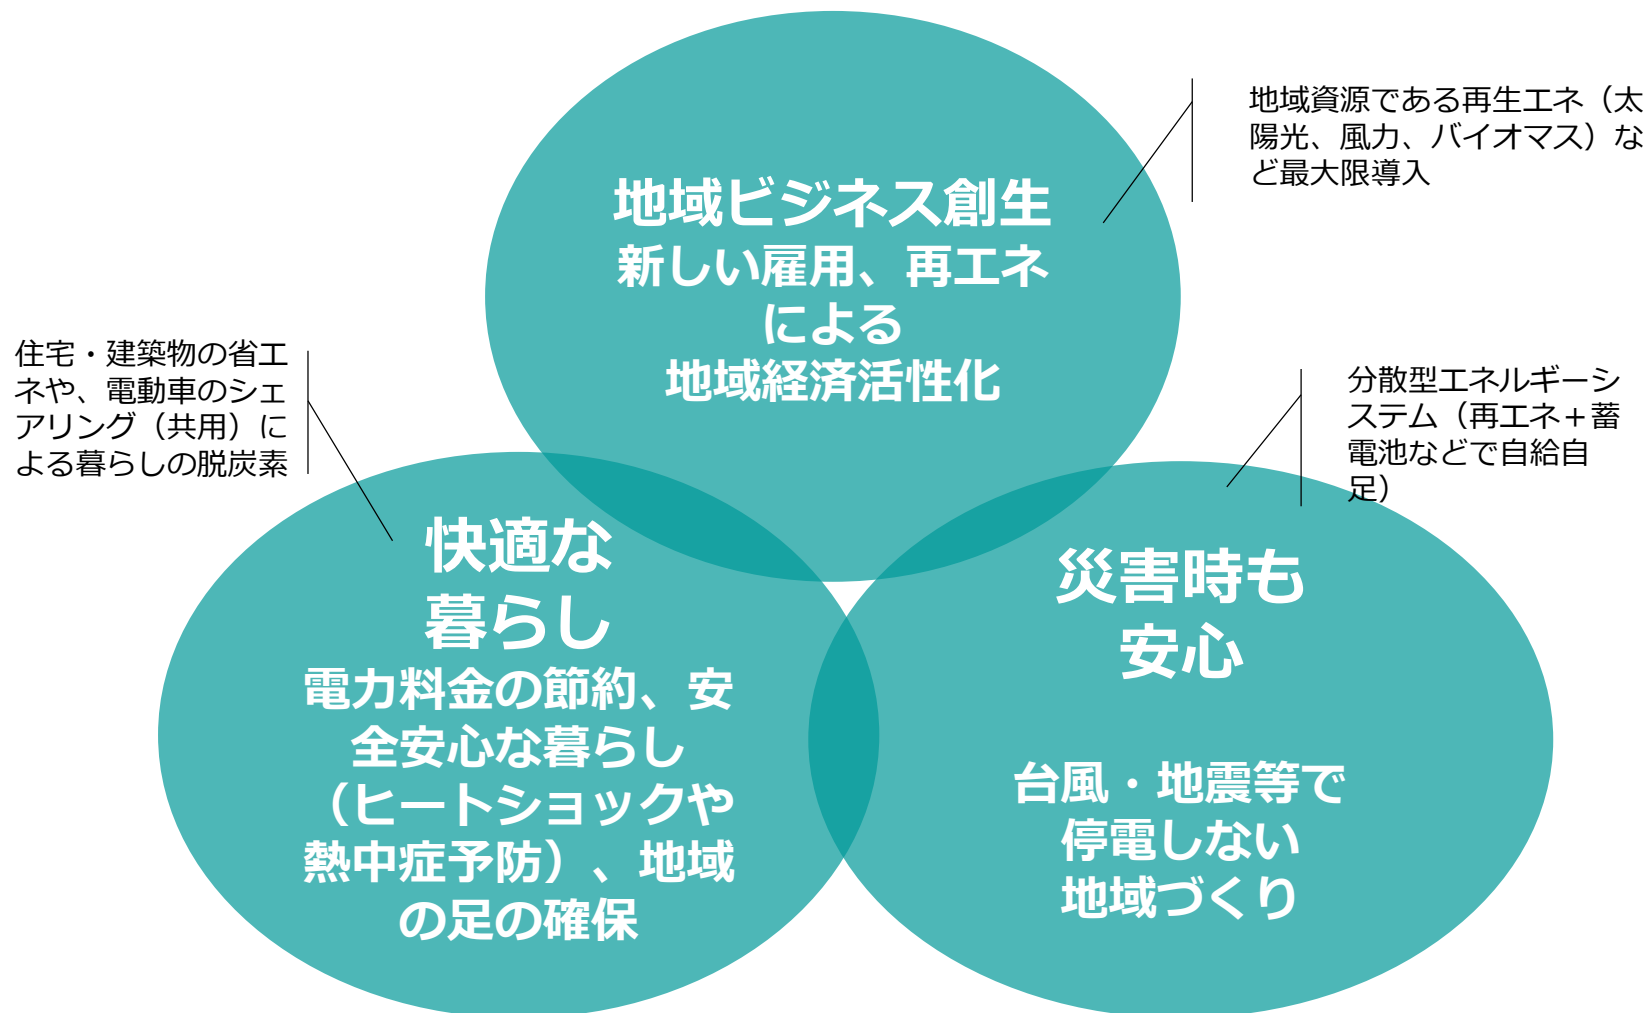 地域ビジネス創生
新しい雇用、再エネ
による
地域経済活性化
地域資源である再生エネ（太
陽光、風力、バイオマス）な
ど最大限導入
住宅・建築物の省エ
ネや、電動車のシェ
アリング（共用）に
よる暮らしの脱炭素
快適な
暮らし
電力料金の節約、安
全安心な暮らし
（ヒートショックや
熱中症予防）、地域
の足の確保
分散型エネルギーシ
ステム（再エネ＋蓄
電池などで自給自
足）
災害時も
安心
台風・地震等で
停電しない
地域づくり